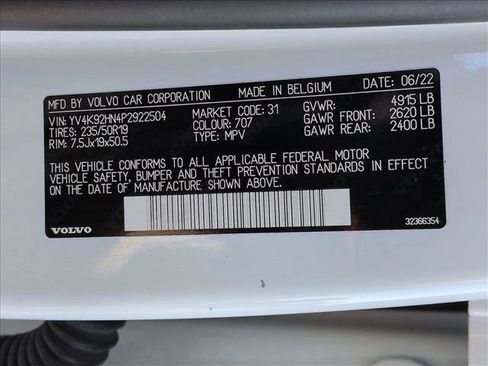 MFD BY VOLVO CAR CORPORATION MADE IN BELGIUM DATE: 06/22
VIN: YV4K92HN4P2922504 MARKET CODE: 31 GVWR: 4915 LB
TIRES: 235/50R19 COLOUR: 707 GAWR FRONT: 2620 LB
RIM: 7.5Jx19x50.5 TYPE: MPV GAWR REAR: 2400 LB
THIS VEHICLE CONFORMS TO ALL APPLICABLE FEDERAL MOTOR
VEHICLE SAFETY, BUMPER AND THEFT PREVENTION STANDARDS IN EFFECT
ON THE DATE OF MANUFACTURE SHOWN ABOVE.
VOLVO 32366354